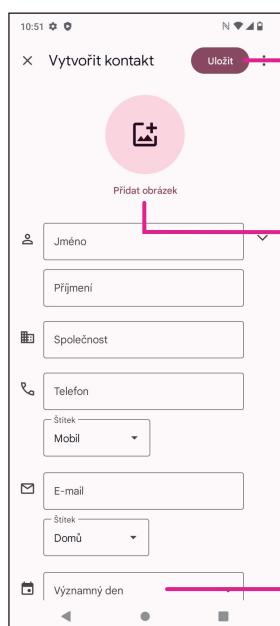 10:51
Vytvořit kontakt
Uložit
Přidat obrázek
Jméno
Příjmení
Společnost
Telefon
Štítek
Mobil
E-mail
Štítek
Domů
Významný den